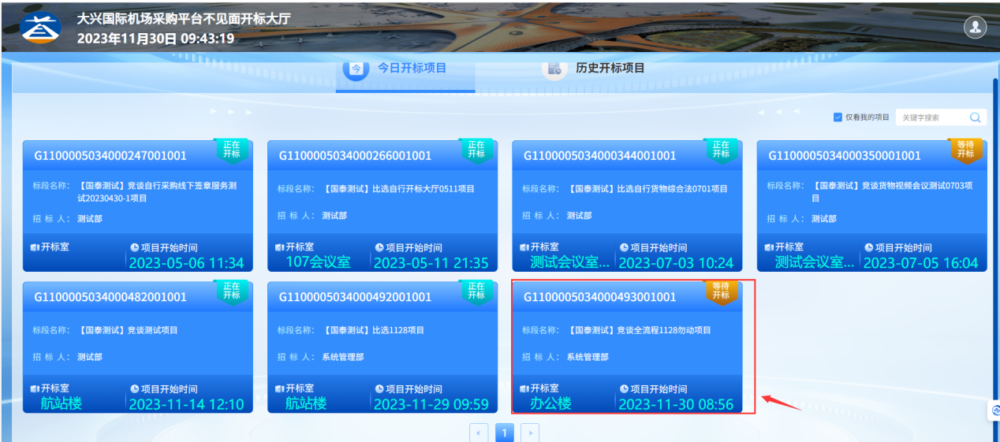 大兴国际机场采购平台不见面开标大厅
2023年11月30日 09:43:19
今日开标项目
历史开标项目
仅看我的项目
关键字搜索
G1100005034000247001001
正在
开标
标段名称: 【国泰测试】竞谈自行采购线下签章服务测
试20230430-1项目
招 标 人: 测试部
开标室
项目开始时间
2023-05-06 11:34
G1100005034000266001001
正在
开标
标段名称: 【国泰测试】比选自行开标大厅0511项目
招 标 人: 测试部
开标室
项目开始时间
107会议室
2023-05-11 21:35
G1100005034000344001001
正在
开标
标段名称: 【国泰测试】比选自行货物综合法0701项目
招 标 人: 测试部
开标室
项目开始时间
测试会议室...
2023-07-03 10:24
G1100005034000350001001
等待
开标
标段名称: 【国泰测试】竞谈货物视频会议测试0703项
目
招 标 人: 测试部
开标室
项目开始时间
测试会议室...
2023-07-05 16:04
G1100005034000482001001
正在
开标
标段名称: 【国泰测试】竞谈测试项目
招 标 人: 测试部
开标室
项目开始时间
航站楼
2023-11-14 12:10
G1100005034000492001001
正在
开标
标段名称: 【国泰测试】比选1128项目
招 标 人: 系统管理部
开标室
项目开始时间
航站楼
2023-11-29 09:59
G1100005034000493001001
等待
开标
标段名称: 【国泰测试】竞谈全流程1128勿动项目
招 标 人: 系统管理部
开标室
项目开始时间
办公楼
2023-11-30 08:56
1